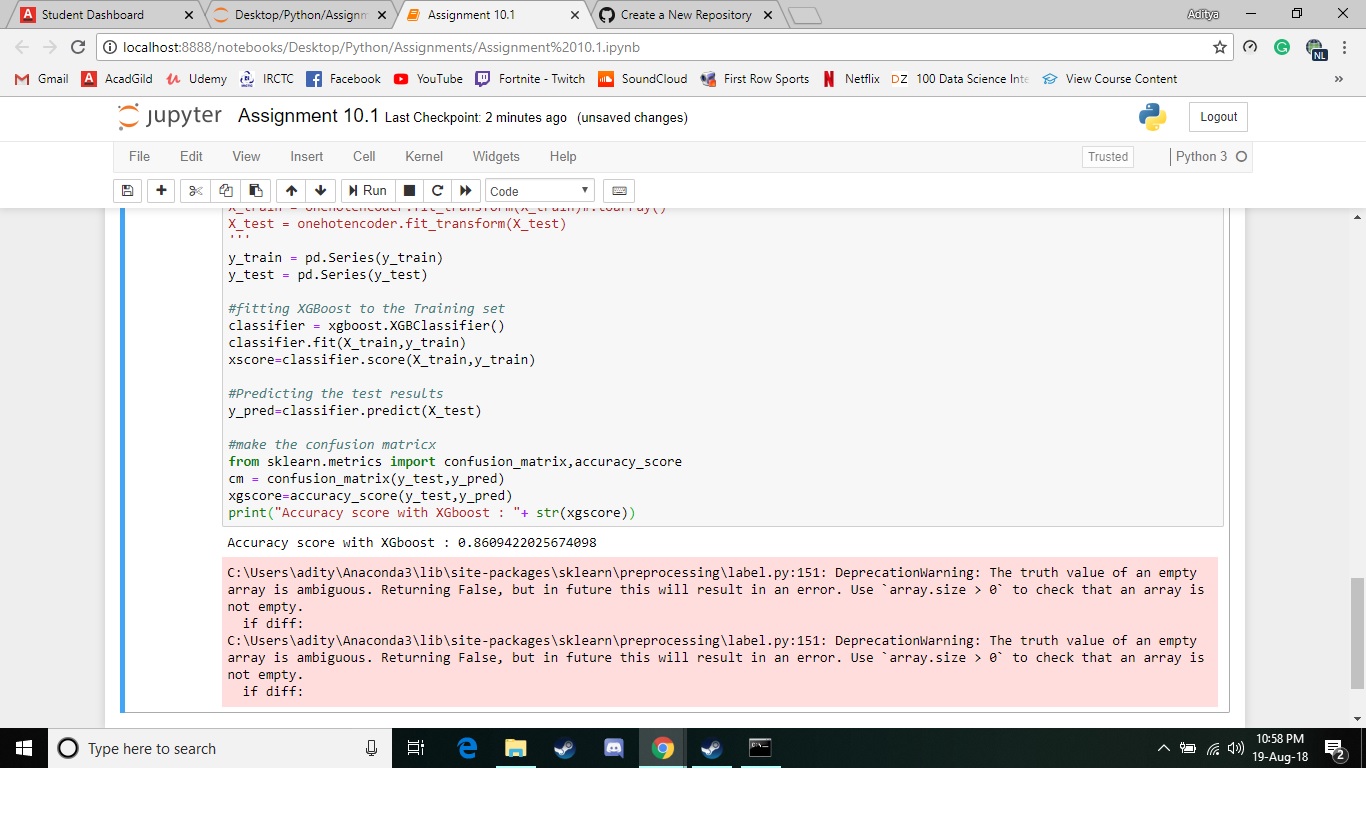 Student Dashboard
Desktop/Python/Assignm
Assignment 10.1
Create a New Repository
Aditya
localhost:8888/notebooks/Desktop/Python/Assignments/Assignment%2010.1.ipynb
NL
Gmail AcadGild Udemy IRCTC Facebook YouTube Fortnite - Twitch SoundCloud First Row Sports Netflix DZ 100 Data Science Inte View Course Content »
jupyter Assignment 10.1 Last Checkpoint: 2 minutes ago (unsaved changes) Logout
File Edit View Insert Cell Kernel Widgets Help Trusted Python 3
Run Code
X_train = onehotencoder.fit_transform(X_train)#.toarray()
X_test = onehotencoder.fit_transform(X_test)
'''
y_train = pd.Series(y_train)
y_test = pd.Series(y_test)
#fitting XGBoost to the Training set
classifier = xgboost.XGBClassifier()
classifier.fit(X_train,y_train)
xscore=classifier.score(X_train,y_train)
#Predicting the test results
y_pred=classifier.predict(X_test)
#make the confusion matricx
from sklearn.metrics import confusion_matrix,accuracy_score
cm = confusion_matrix(y_test,y_pred)
xgscore=accuracy_score(y_test,y_pred)
print("Accuracy score with XGboost : "+ str(xgscore))
Accuracy score with XGboost : 0.8609422025674098
C:\Users\adity\Anaconda3\lib\site-packages\sklearn\preprocessing\label.py:151: DeprecationWarning: The truth value of an empty
array is ambiguous. Returning False, but in future this will result in an error. Use `array.size > 0` to check that an array is
not empty.
if diff:
C:\Users\adity\Anaconda3\lib\site-packages\sklearn\preprocessing\label.py:151: DeprecationWarning: The truth value of an empty
array is ambiguous. Returning False, but in future this will result in an error. Use `array.size > 0` to check that an array is
not empty.
if diff:
Type here to search
10:58 PM
19-Aug-18
2